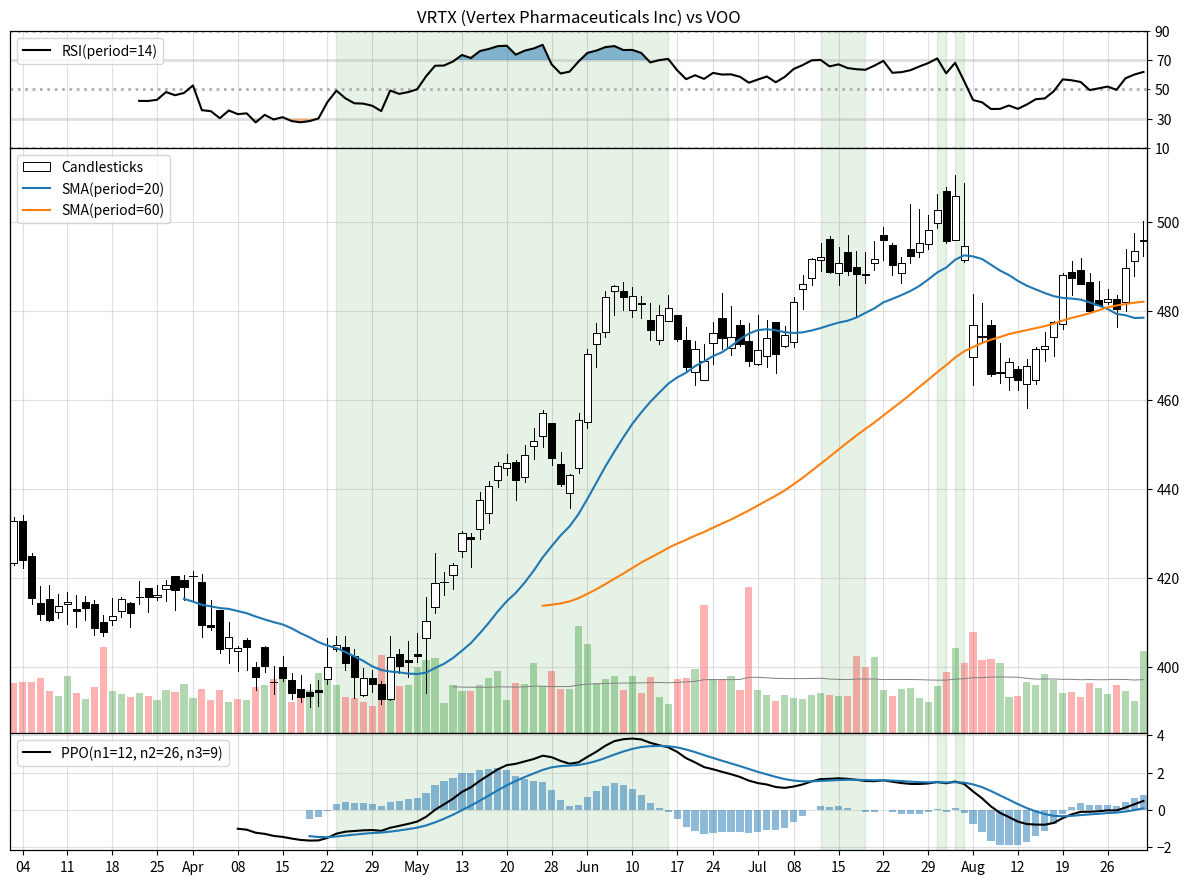 VRTX (Vertex Pharmaceuticals Inc) vs VOO
RSI(period=14)
90
70
50
30
10
Candlesticks
SMA(period=20)
SMA(period=60)
500
480
460
440
420
400
PPO(n1=12, n2=26, n3=9)
4
2
0
−2
04 11 18 25 Apr 08 15 22 29 May 13 20 28 Jun 10 17 24 Jul 08 15 22 29 Aug 12 19 26